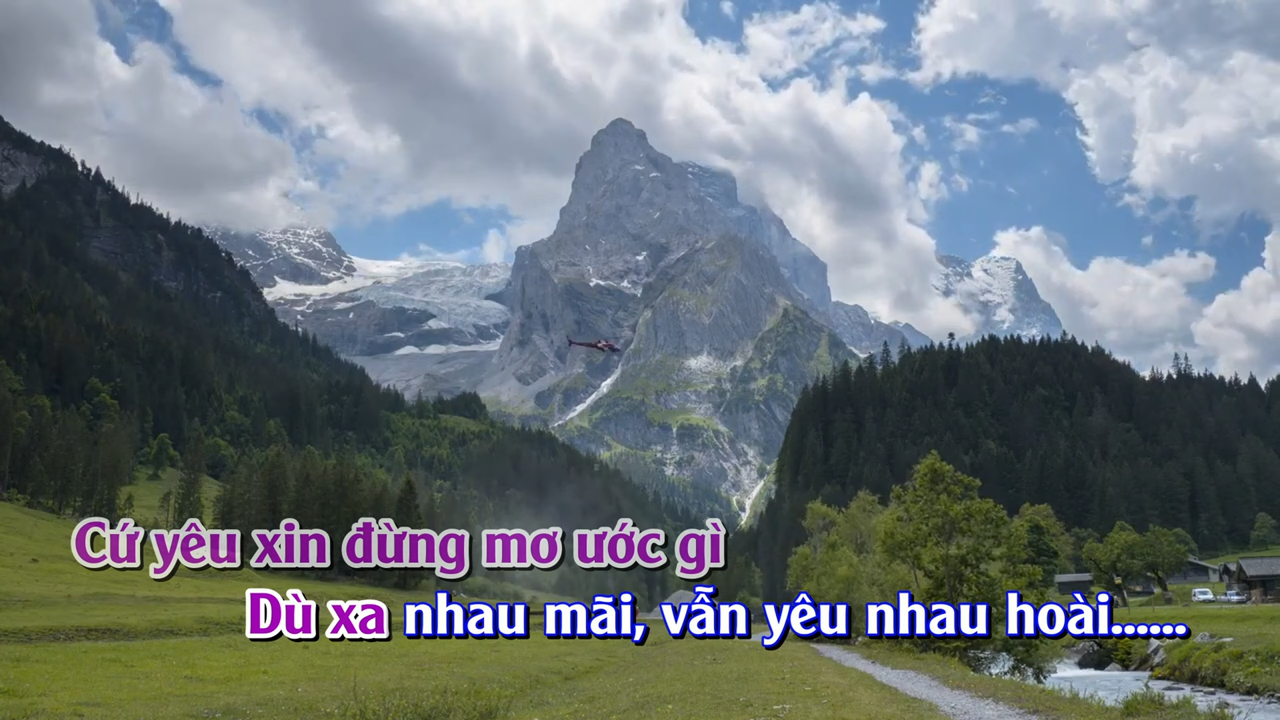 Cứ yêu xin đừng mơ ước gì
Dù xa nhau mãi, vẫn yêu nhau hoài......